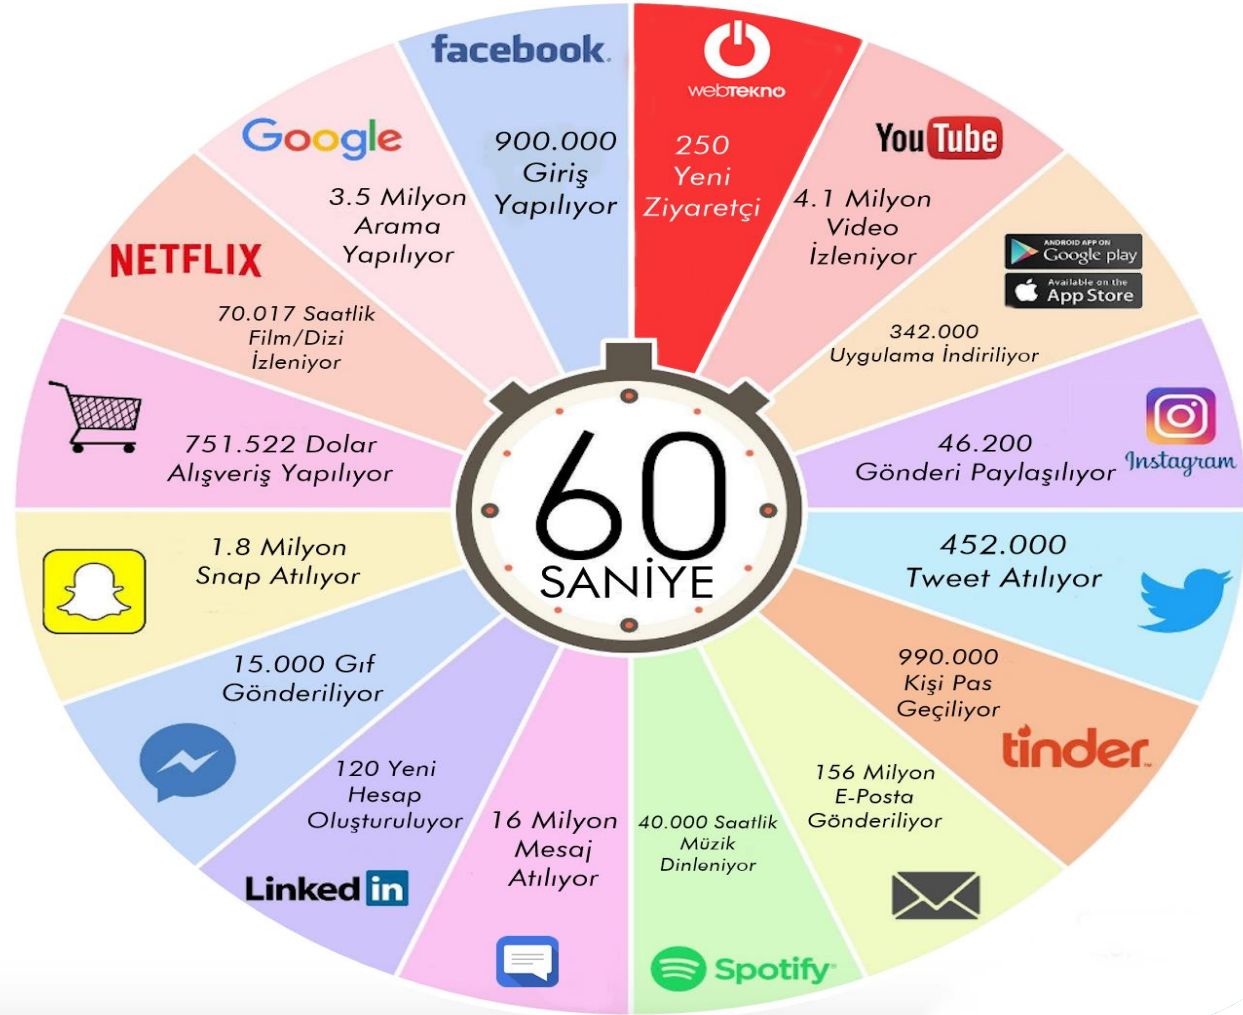 facebook.
900.000
Giriş
Yapılıyor
webtekno
250
Yeni
Ziyaretçi
YouTube
4.1 Milyon
Video
İzleniyor
ANDROID APP ON
Google play
Available on the
App Store
342.000
Uygulama İndiriliyor
Instagram
46.200
Gönderi Paylaşılıyor
452.000
Tweet Atılıyor
990.000
Kişi Pas
Geçiliyor
tinder
156 Milyon
E-Posta
Gönderiliyor
40.000 Saatlik
Müzik
Dinleniyor
Spotify
16 Milyon
Mesaj
Atılıyor
120 Yeni
Hesap
Oluşturuluyor
Linked in
15.000 Gıf
Gönderiliyor
1.8 Milyon
Snap Atılıyor
751.522 Dolar
Alışveriş Yapılıyor
NETFLIX
70.017 Saatlik
Film/Dizi
İzleniyor
Google
3.5 Milyon
Arama
Yapılıyor
60
SANİYE